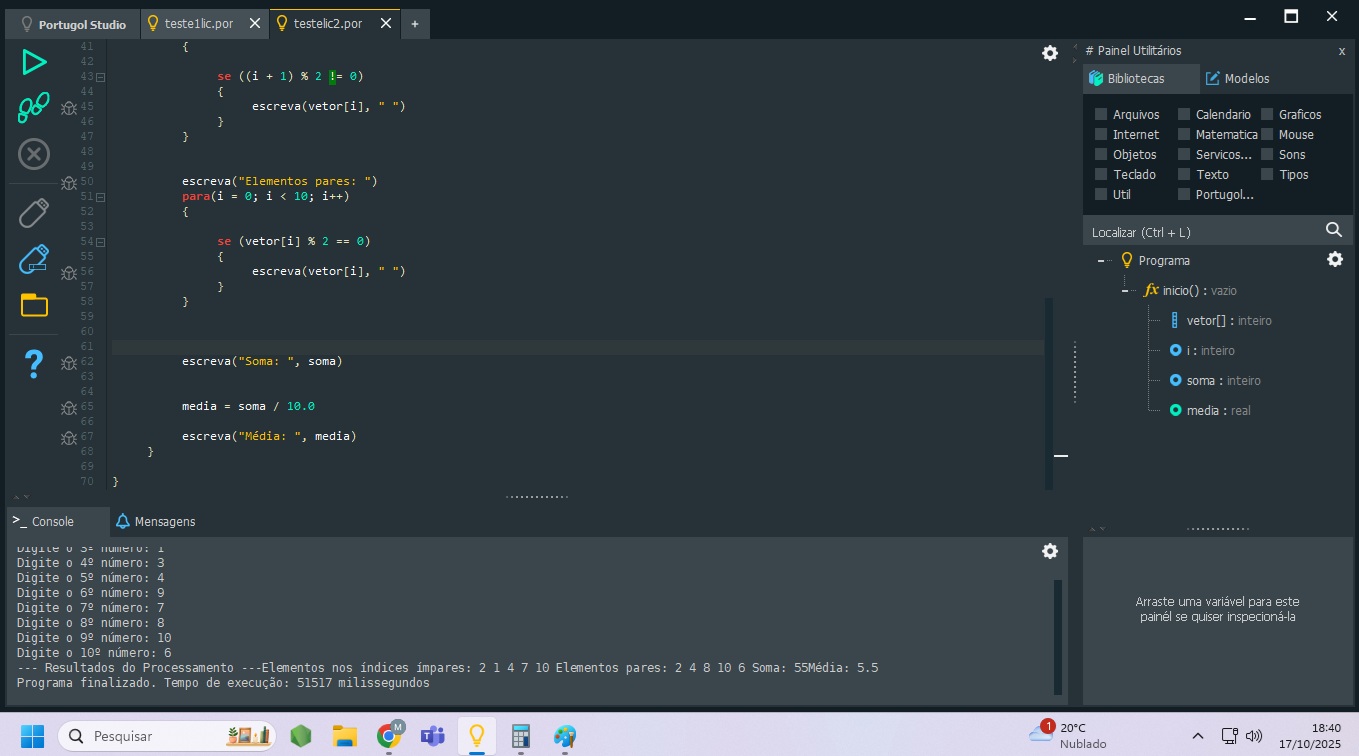 Portugol Studio
teste1lic.por
testelic2.por
+
41 {
42
43 se ((i + 1) % 2 != 0)
44 {
45 escreva(vetor[i], " ")
46 }
47 }
48
49
50 escreva("Elementos pares: ")
51 para(i = 0; i < 10; i++)
52 {
53
54 se (vetor[i] % 2 == 0)
55 {
56 escreva(vetor[i], " ")
57 }
58 }
59
60
61
62 escreva("Soma: ", soma)
63
64
65 media = soma / 10.0
66
67 escreva("Média: ", media)
68 }
69
70 }
# Painel Utilitários x
Bibliotecas Modelos
Arquivos Calendario Graficos
Internet Matematica Mouse
Objetos Servicos... Sons
Teclado Texto Tipos
Util Portugol...
Localizar (Ctrl + L)
Programa
fx inicio() : vazio
vetor[] : inteiro
i : inteiro
soma : inteiro
media : real
>_ Console Mensagens
Digite o 3º número: 1
Digite o 4º número: 3
Digite o 5º número: 4
Digite o 6º número: 9
Digite o 7º número: 7
Digite o 8º número: 8
Digite o 9º número: 10
Digite o 10º número: 6
--- Resultados do Processamento ---Elementos nos índices ímpares: 2 1 4 7 10 Elementos pares: 2 4 8 10 6 Soma: 55Média: 5.5
Programa finalizado. Tempo de execução: 51517 milissegundos
Arraste uma variável para este
painél se quiser inspecioná-la
Pesquisar
M
1
20°C
Nublado
18:40
17/10/2025